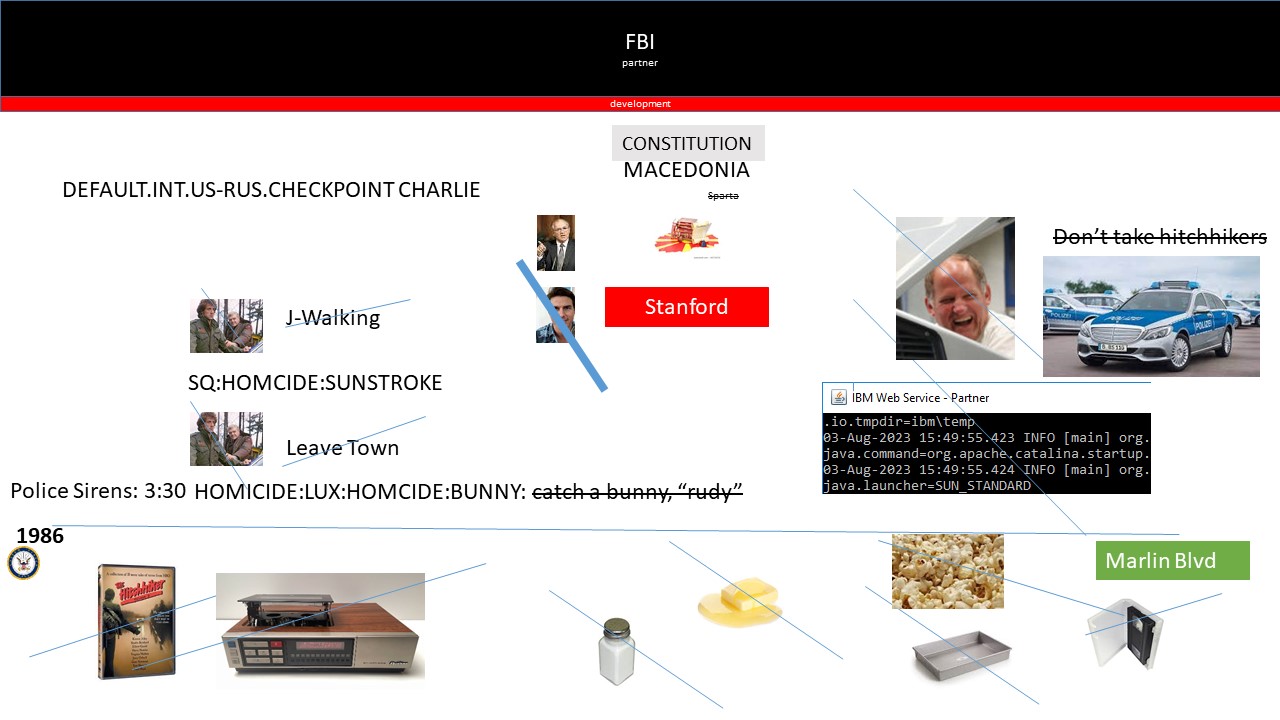 FBI
partner
development
CONSTITUTION
MACEDONIA
Sparta
DEFAULT.INT.US-RUS.CHECKPOINT CHARLIE
Don’t take hitchhikers
Stanford
J-Walking
POLIZEI
POLIZEI
SQ:HOMCIDE:SUNSTROKE
IBM Web Service - Partner
.io.tmpdir=ibm\temp
03-Aug-2023 15:49:55.423 INFO [main] org.
java.command=org.apache.catalina.startup.
03-Aug-2023 15:49:55.424 INFO [main] org.
java.launcher=SUN_STANDARD
Leave Town
Police Sirens: 3:30
HOMICIDE:LUX:HOMCIDE:BUNNY: catch a bunny, “rudy”
1986
Marlin Blvd
The Hitchhiker